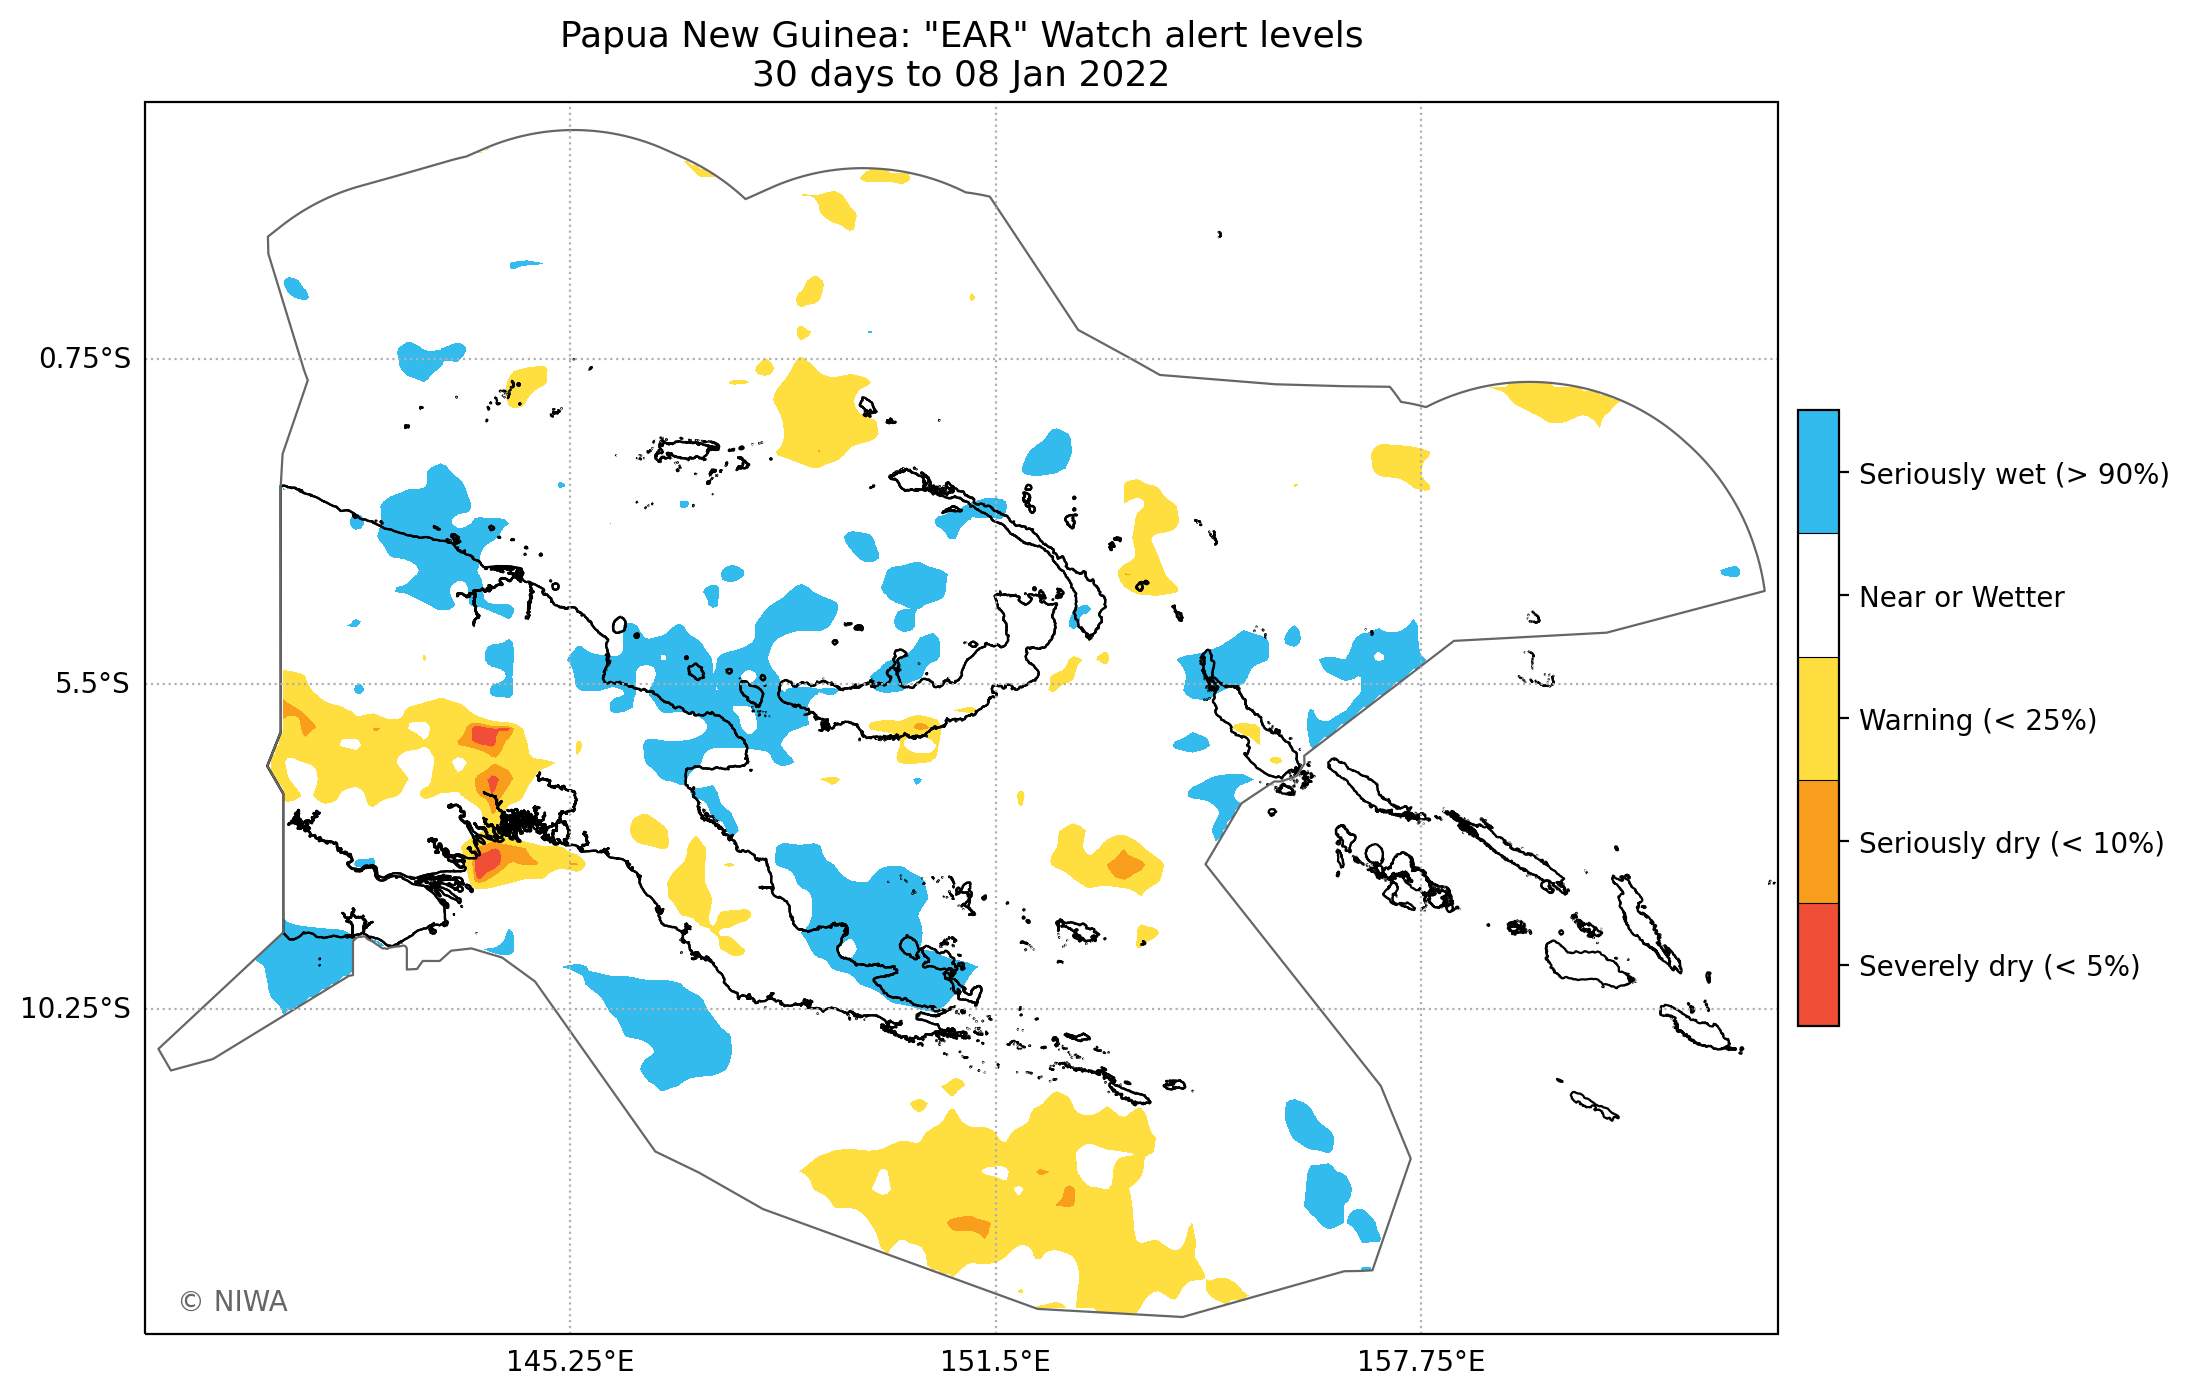 Papua New Guinea: "EAR" Watch alert levels
30 days to 08 Jan 2022
0.75°S
5.5°S
10.25°S
145.25°E
151.5°E
157.75°E
Seriously wet (> 90%)
Near or Wetter
Warning (< 25%)
Seriously dry (< 10%)
Severely dry (< 5%)
© NIWA